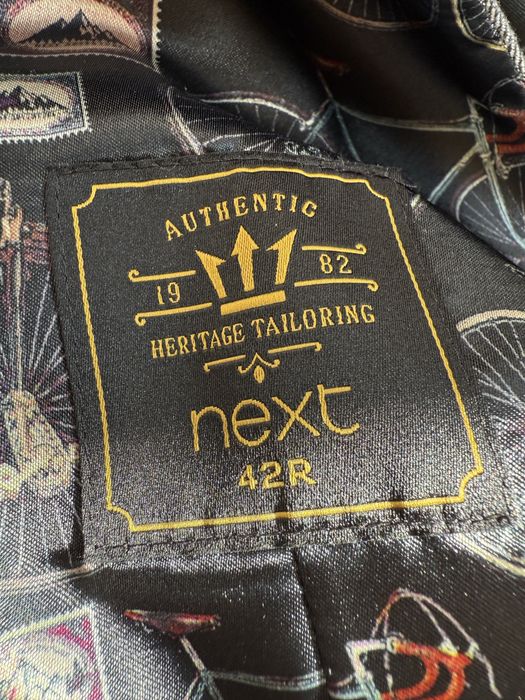 AUTHENTIC
19 82
HERITAGE TAILORING
next
42R